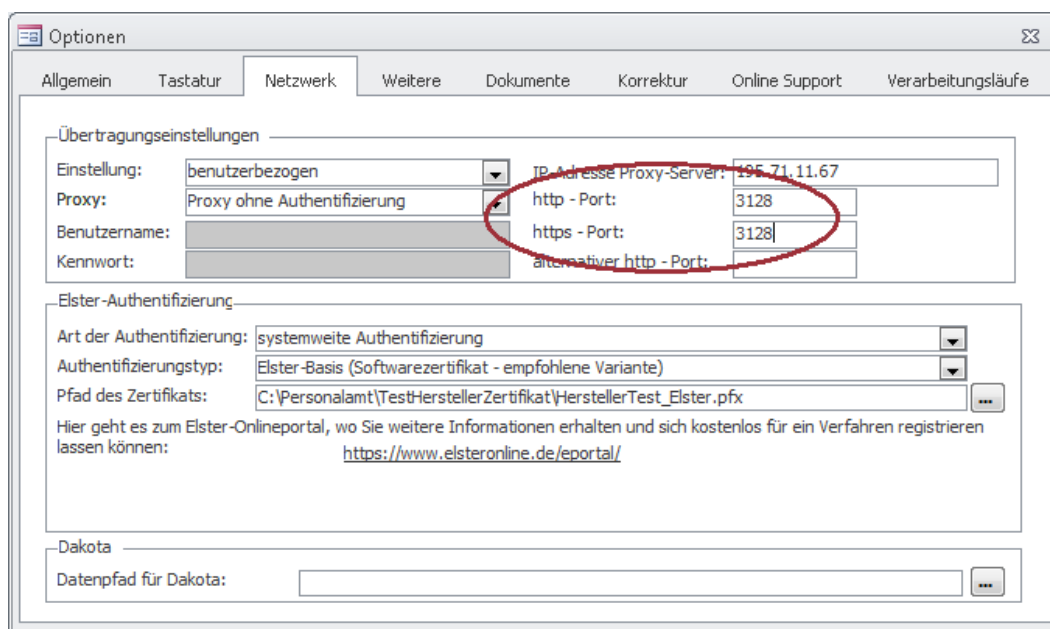 Optionen
Allgemein Tastatur Netzwerk Weitere Dokumente Korrektur Online Support Verarbeitungsläufe
Übertragungseinstellungen
Einstellung: benutzerbezogen IP-Adresse Proxy-Server: 195.71.11.67
Proxy: Proxy ohne Authentifizierung http - Port: 3128
Benutzername: https - Port: 3128
Kennwort: alternativer http - Port:
Elster-Authentifizierung
Art der Authentifizierung: systemweite Authentifizierung
Authentifizierungstyp: Elster-Basis (Softwarezertifikat - empfohlene Variante)
Pfad des Zertifikats: C:\Personalamt\TestHerstellerZertifikat\HerstellerTest_Elster.pfx ...
Hier geht es zum Elster-Onlineportal, wo Sie weitere Informationen erhalten und sich kostenlos für ein Verfahren registrieren
lassen können: https://www.elsteronline.de/eportal/
Dakota
Datenpfad für Dakota: ...